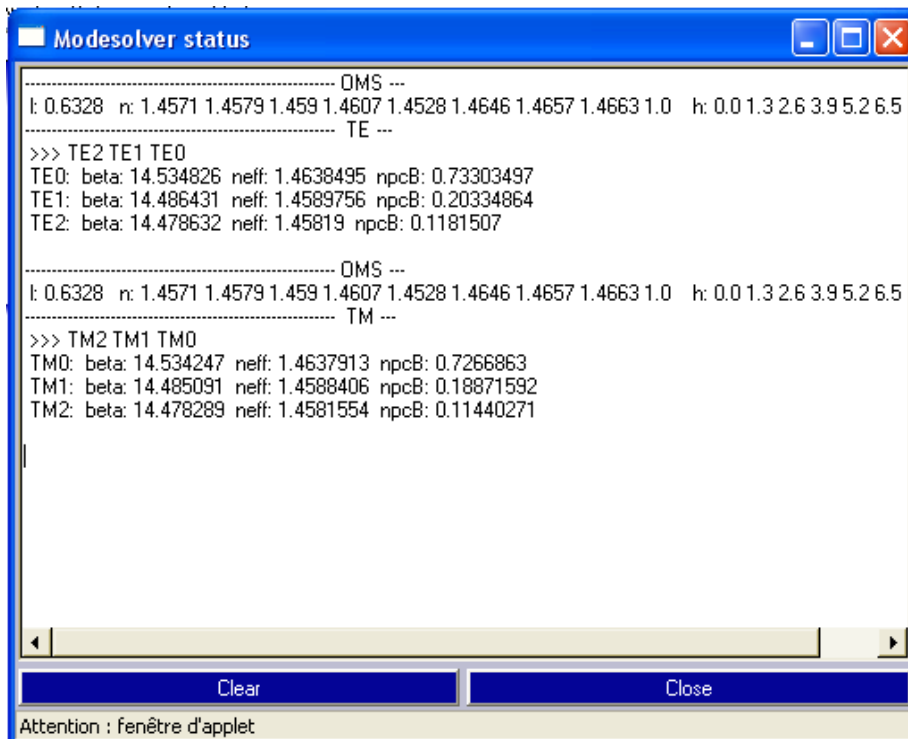 Modesolver status
-------------------------------------------------------- OMS ---
l: 0.6328 n: 1.4571 1.4579 1.459 1.4607 1.4528 1.4646 1.4657 1.4663 1.0 h: 0.0 1.3 2.6 3.9 5.2 6.5
-------------------------------------------------------- TE ---
>>> TE2 TE1 TE0
TE0: beta: 14.534826 neff: 1.4638495 npcB: 0.73303497
TE1: beta: 14.486431 neff: 1.4589756 npcB: 0.20334864
TE2: beta: 14.478632 neff: 1.45819 npcB: 0.1181507
-------------------------------------------------------- OMS ---
l: 0.6328 n: 1.4571 1.4579 1.459 1.4607 1.4528 1.4646 1.4657 1.4663 1.0 h: 0.0 1.3 2.6 3.9 5.2 6.5
-------------------------------------------------------- TM ---
>>> TM2 TM1 TM0
TM0: beta: 14.534247 neff: 1.4637913 npcB: 0.7266863
TM1: beta: 14.485091 neff: 1.4588406 npcB: 0.18871592
TM2: beta: 14.478289 neff: 1.4581554 npcB: 0.11440271
Clear Close
Attention : fenêtre d'applet